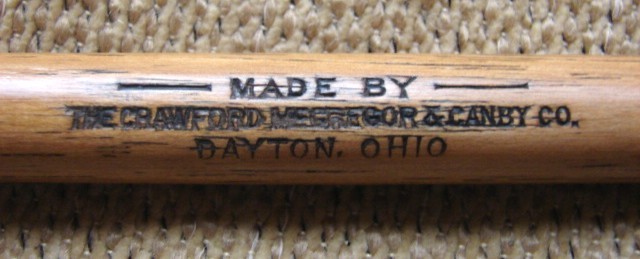 MADE BY
THE CRAWFORD MCGREGOR & CANBY CO.
DAYTON, OHIO